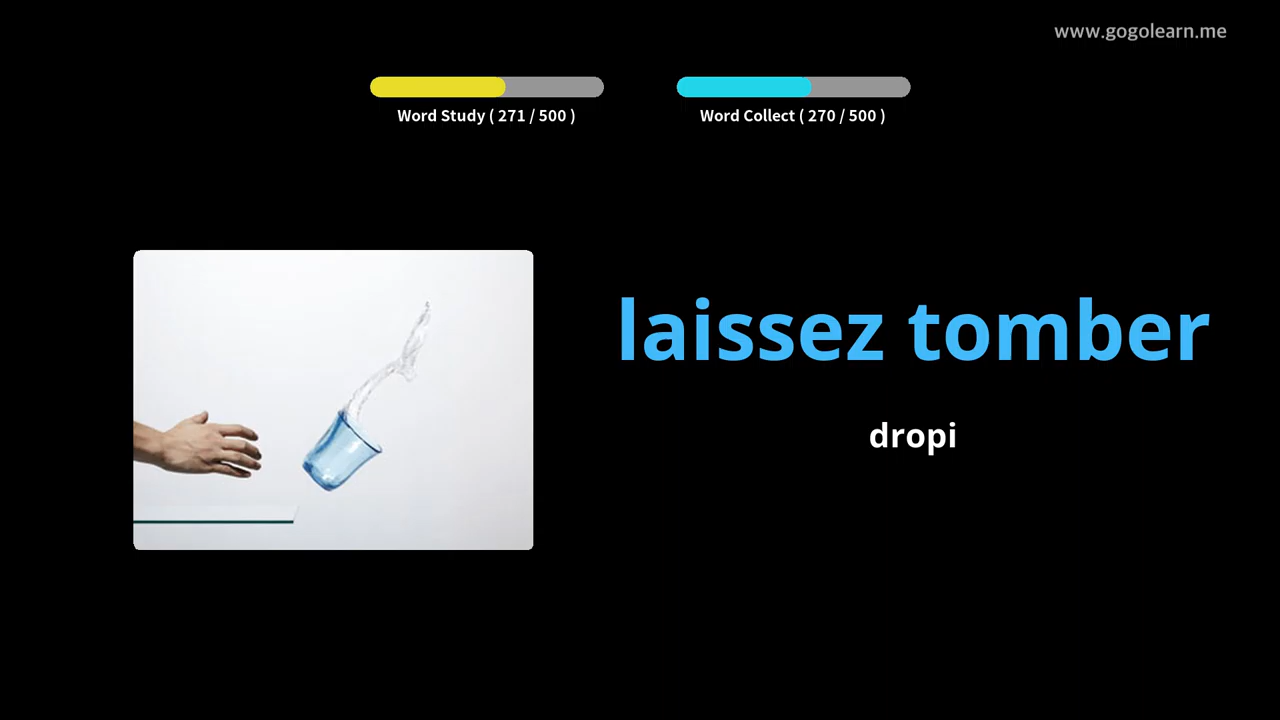 www.gogolearn.me
Word Study ( 271 / 500 )
Word Collect ( 270 / 500 )
laissez tomber
dropi